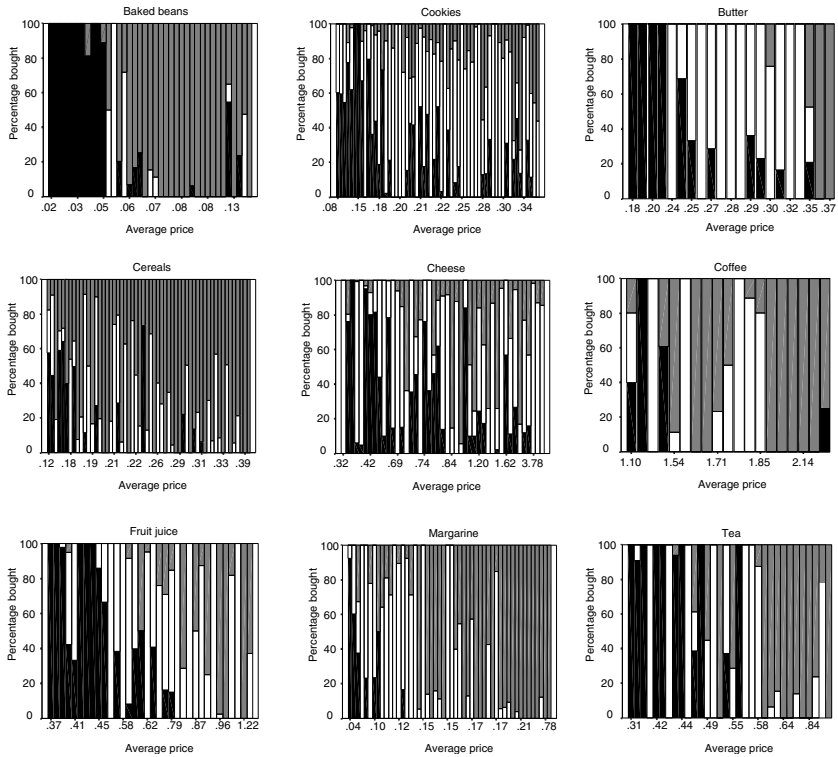 Baked beans
Percentage bought
100
80
60
40
20
0
.02 .03 .05 .06 .07 .08 .08 .13
Average price
Cookies
Percentage bought
100
80
60
40
20
0
.08 .15 .18 .20 .21 .22 .25 .28 .30 .34
Average price
Butter
Percentage bought
100
80
60
40
20
0
.18 .20 .24 .25 .27 .28 .29 .30 .32 .35 .37
Average price
Cereals
Percentage bought
100
80
60
40
20
0
.12 .18 .19 .21 .22 .26 .29 .31 .33 .39
Average price
Cheese
Percentage bought
100
80
60
40
20
0
.32 .42 .69 .74 .84 1.20 1.62 3.78
Average price
Coffee
Percentage bought
100
80
60
40
20
0
1.10 1.54 1.71 1.85 2.14
Average price
Fruit juice
Percentage bought
100
80
60
40
20
0
.37 .41 .45 .58 .62 .79 .87 .96 1.22
Average price
Margarine
Percentage bought
100
80
60
40
20
0
.04 .10 .12 .15 .15 .17 .17 .21 .78
Average price
Tea
Percentage bought
100
80
60
40
20
0
.31 .42 .44 .49 .55 .58 .64 .84
Average price